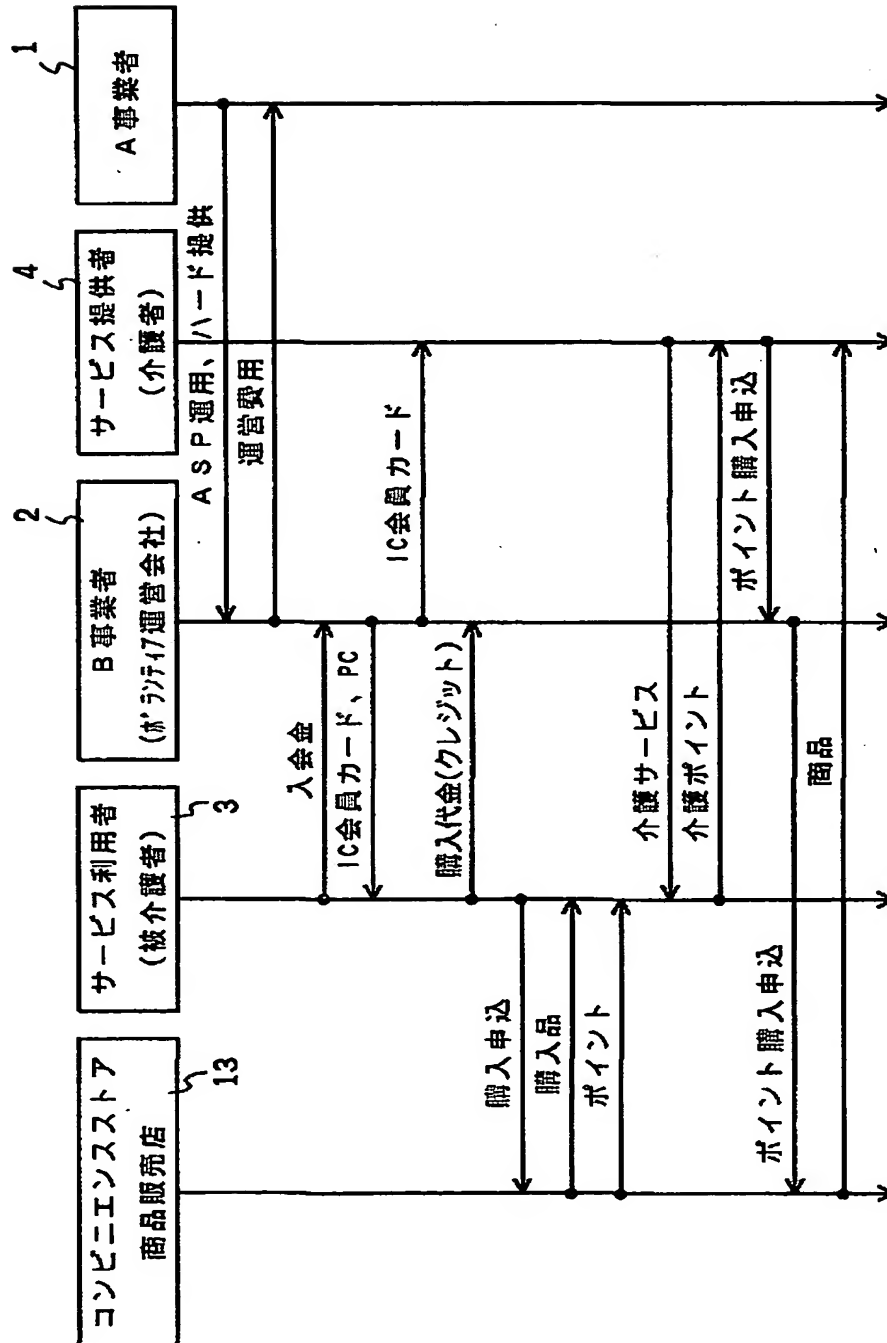 コンビニエンスストア
商品販売店
13
サービス利用者
(被介護者)
3
B事業者
(ボランティア運営会社)
2
サービス提供者
(介護者)
4
A事業者
1
ASP運用、ハード提供
運営費用
入会金
IC会員カード、PC
IC会員カード
購入代金(クレジット)
購入申込
購入品
ポイント
介護サービス
介護ポイント
ポイント購入申込
ポイント購入申込
商品